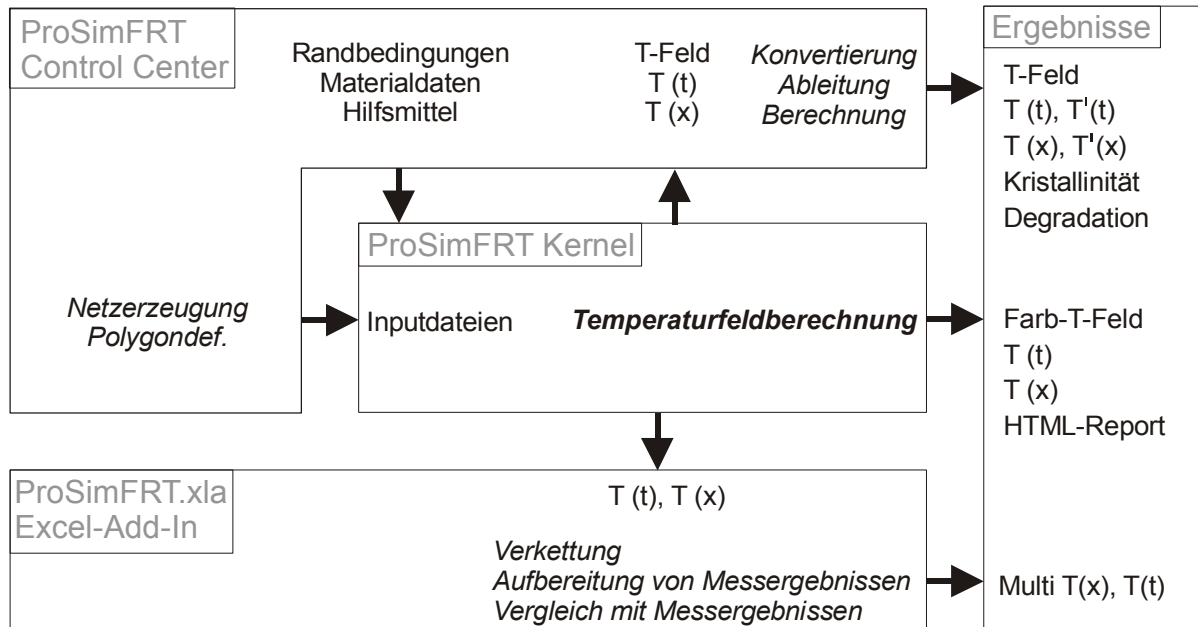 ProSimFRT
Control Center
Randbedingungen
Materialdaten
Hilfsmittel
T-Feld
T (t)
T (x)
Konvertierung
Ableitung
Berechnung
Netzerzeugung
Polygondef.
ProSimFRT Kernel
Inputdateien
Temperaturfeldberechnung
ProSimFRT.xla
Excel-Add-In
T (t), T (x)
Verkettung
Aufbereitung von Messergebnissen
Vergleich mit Messergebnissen
Ergebnisse
T-Feld
T (t), T'(t)
T (x), T'(x)
Kristallinität
Degradation
Farb-T-Feld
T (t)
T (x)
HTML-Report
Multi T(x), T(t)